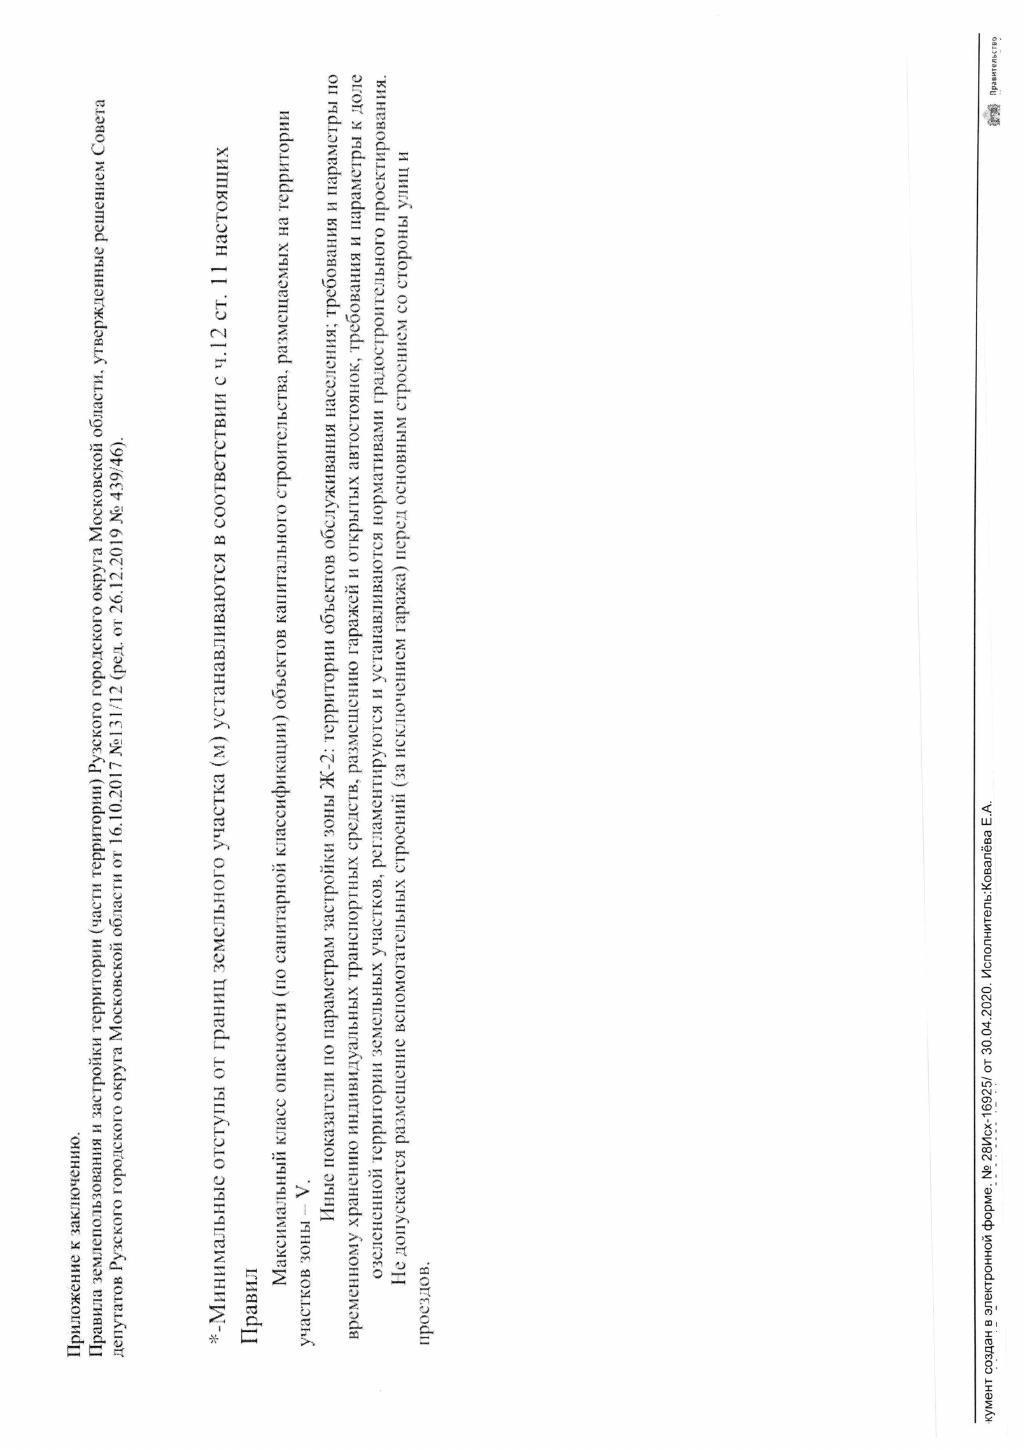 Приложение к заключению.
Правила землепользования и застройки территории (части территории) Рузского городского округа Московской области, утвержденные решением Совета
депутатов Рузского городского округа Московской области от 16.10.2017 №131/12 (ред. от 26.12.2019 № 439/46).
*-Минимальные отступы от границ земельного участка (м) устанавливаются в соответствии с ч.12 ст. 11 настоящих
Правил
Максимальный класс опасности (по санитарной классификации) объектов капитального строительства, размещаемых на территории
участков зоны – V.
Иные показатели по параметрам застройки зоны Ж-2: территории объектов обслуживания населения; требования и параметры по
временному хранению индивидуальных транспортных средств, размещению гаражей и открытых автостоянок, требования и параметры к доле
озелененной территории земельных участков, регламентируются и устанавливаются нормативами градостроительного проектирования.
Не допускается размещение вспомогательных строений (за исключением гаража) перед основным строением со стороны улиц и
проездов.
кумент создан в электронной форме. № 28Исх-16925/ от 30.04.2020. Исполнитель:Ковалёва Е.А.
Правительство